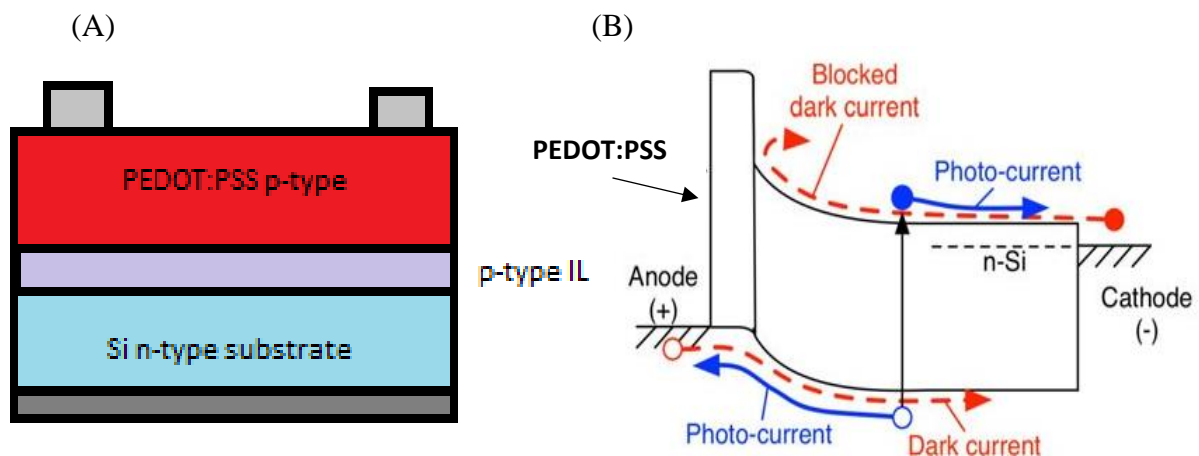 (A)
(B)
PEDOT:PSS p-type
p-type IL
Si n-type substrate
Blocked
dark current
PEDOT:PSS
Photo-current
n-Si
Anode
(+)
Cathode
(-)
Photo-current
Dark current